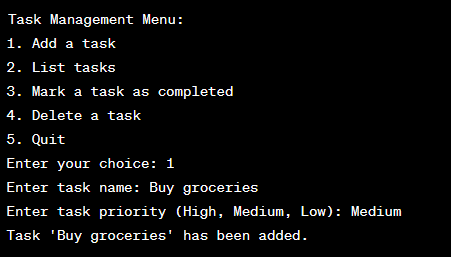 Task Management Menu:
1. Add a task
2. List tasks
3. Mark a task as completed
4. Delete a task
5. Quit
Enter your choice: 1
Enter task name: Buy groceries
Enter task priority (High, Medium, Low): Medium
Task 'Buy groceries' has been added.